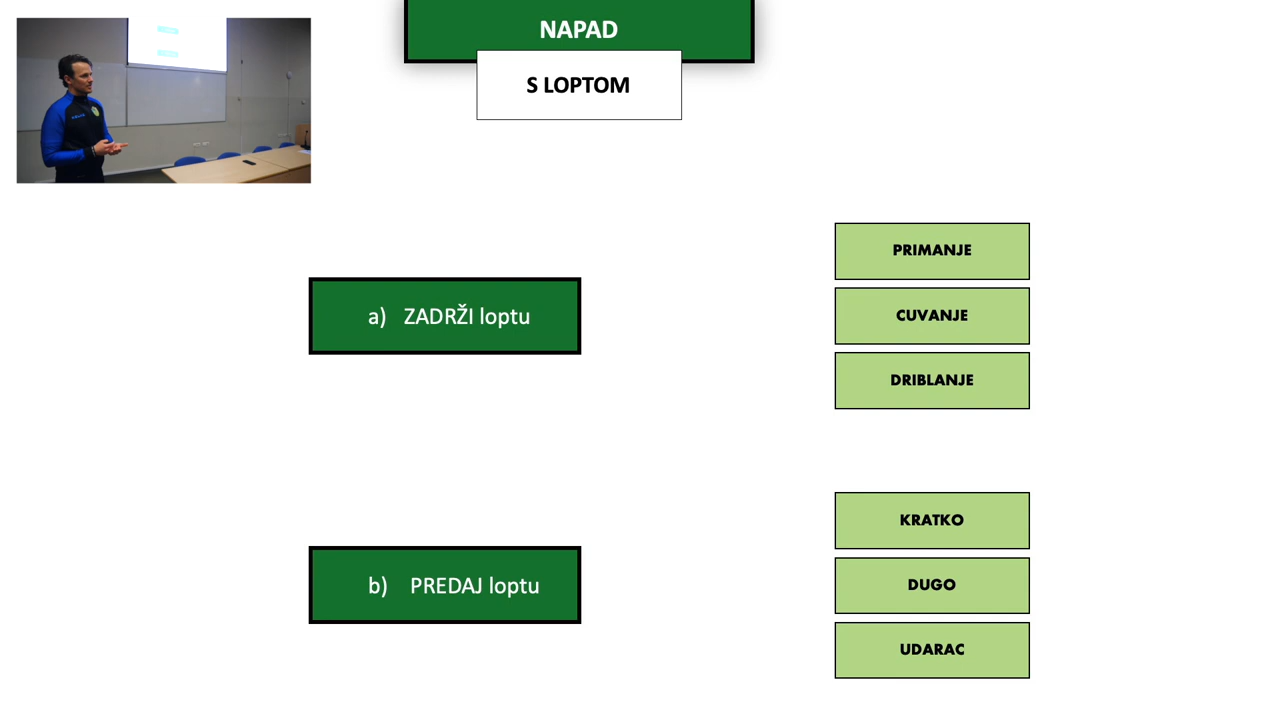 NAPAD
S LOPTOM
a) ZADRŽI loptu
PRIMANJE
CUVANJE
DRIBLANJE
b) PREDAJ loptu
KRATKO
DUGO
UDARAC